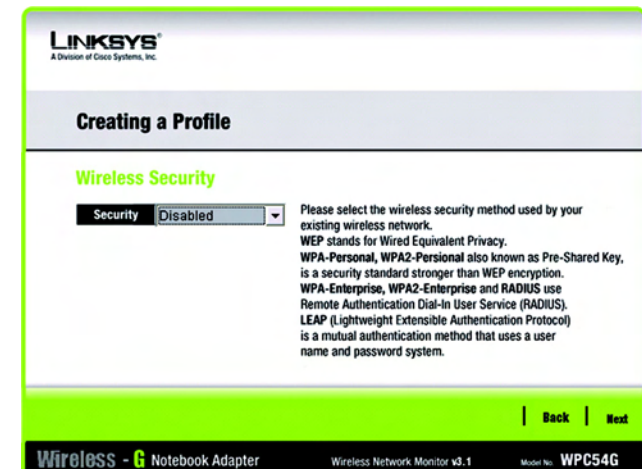 LINKSYS®
A Division of Cisco Systems, Inc.
Creating a Profile
Wireless Security
Security Disabled
Please select the wireless security method used by your
existing wireless network.
WEP stands for Wired Equivalent Privacy.
WPA-Personal, WPA2-Persional also known as Pre-Shared Key,
is a security standard stronger than WEP encryption.
WPA-Enterprise, WPA2-Enterprise and RADIUS use
Remote Authentication Dial-In User Service (RADIUS).
LEAP (Lightweight Extensible Authentication Protocol)
is a mutual authentication method that uses a user
name and password system.
Back Next
Wireless - G Notebook Adapter Wireless Network Monitor v3.1 Model No. WPC54G